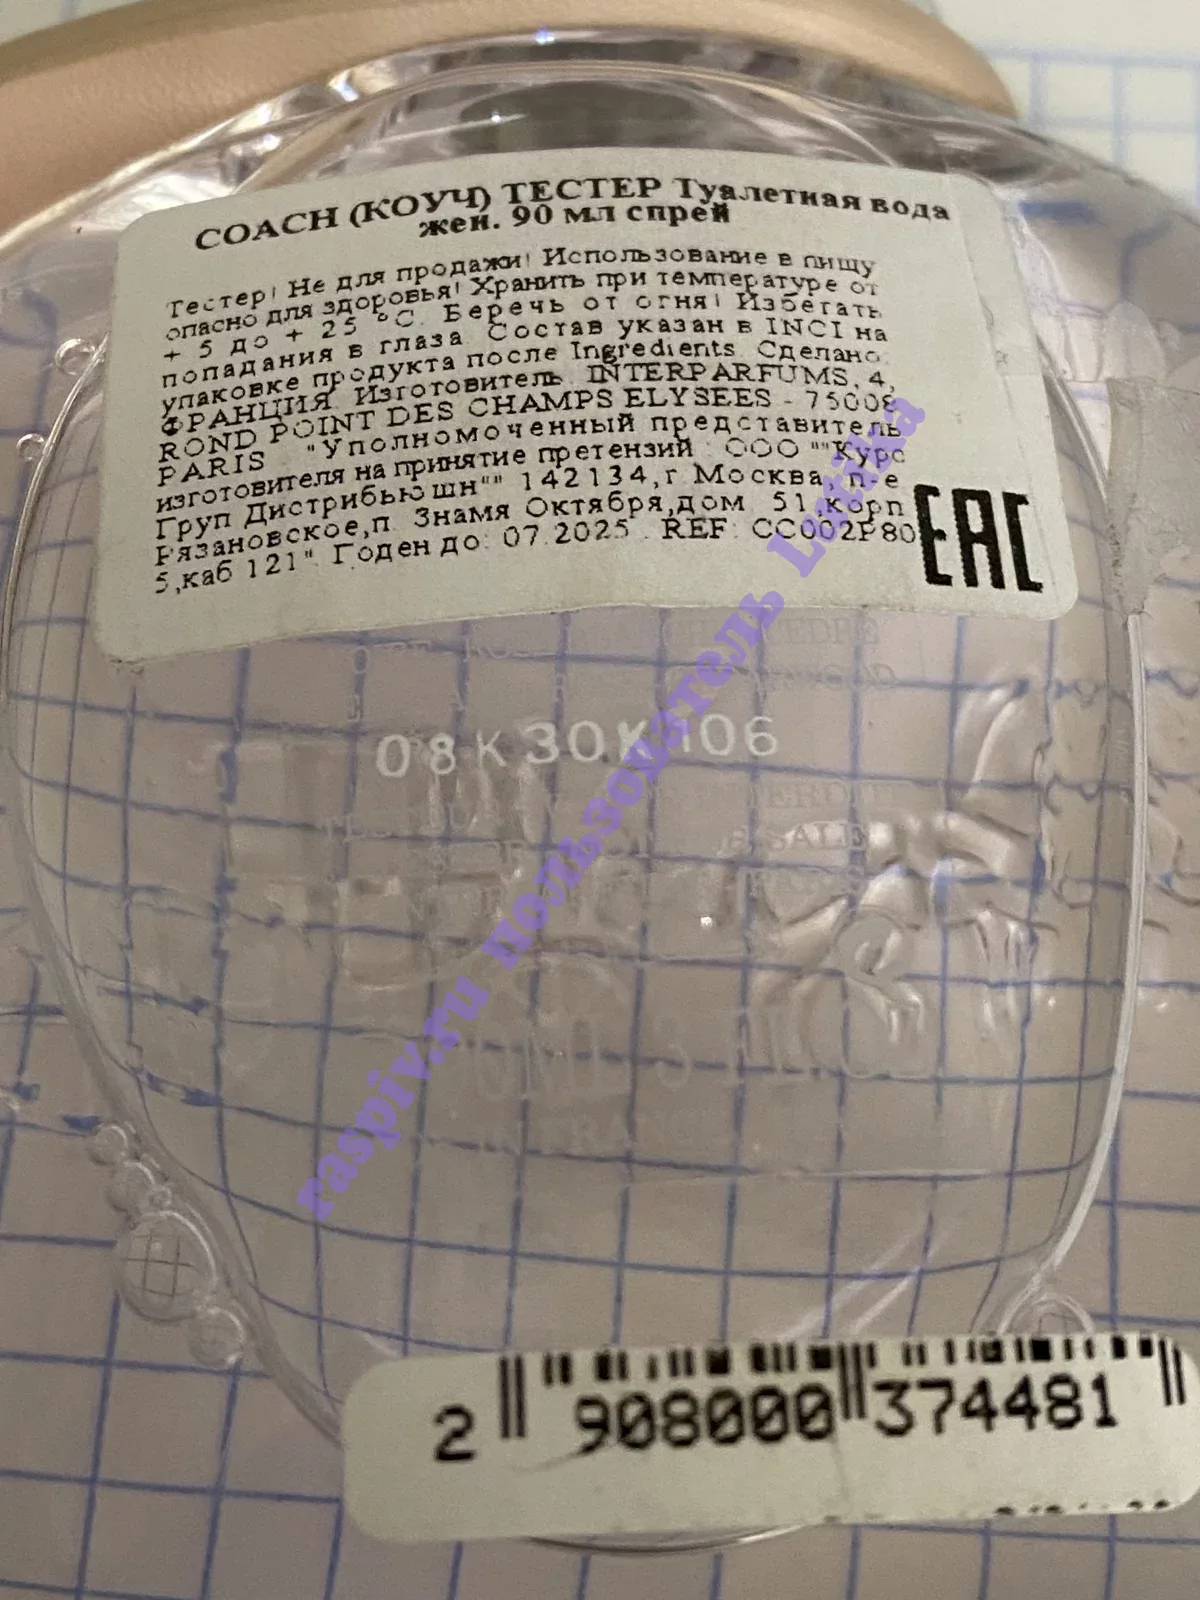 COACH (КОУЧ) ТЕСТЕР Туалетная вода
жен. 90 мл спрей
Тестер! Не для продажи! Использование в пищу
опасно для здоровья! Хранить при температуре от
+ 5 до + 25 °С. Беречь от огня! Избегать
попадания в глаза. Состав указан в INCI на
упаковке продукта после Ingredients. Сделано:
ФРАНЦИЯ. Изготовитель: INTERPARFUMS, 4,
ROND POINT DES CHAMPS ELYSEES - 75008
PARIS. "Уполномоченный представитель
изготовителя на принятие претензий : ООО ""Курс
Груп Дистрибьюшн"" 142134,г Москва, п-е
Рязановское,п. Знамя Октября,дом 51,корп
5,каб 121". Годен до: 07.2025 . REF: CC002P80
EAC
08K30K106
SALE
FRANCE
raspiv.ru пользователь Lutika
2 908000 374481